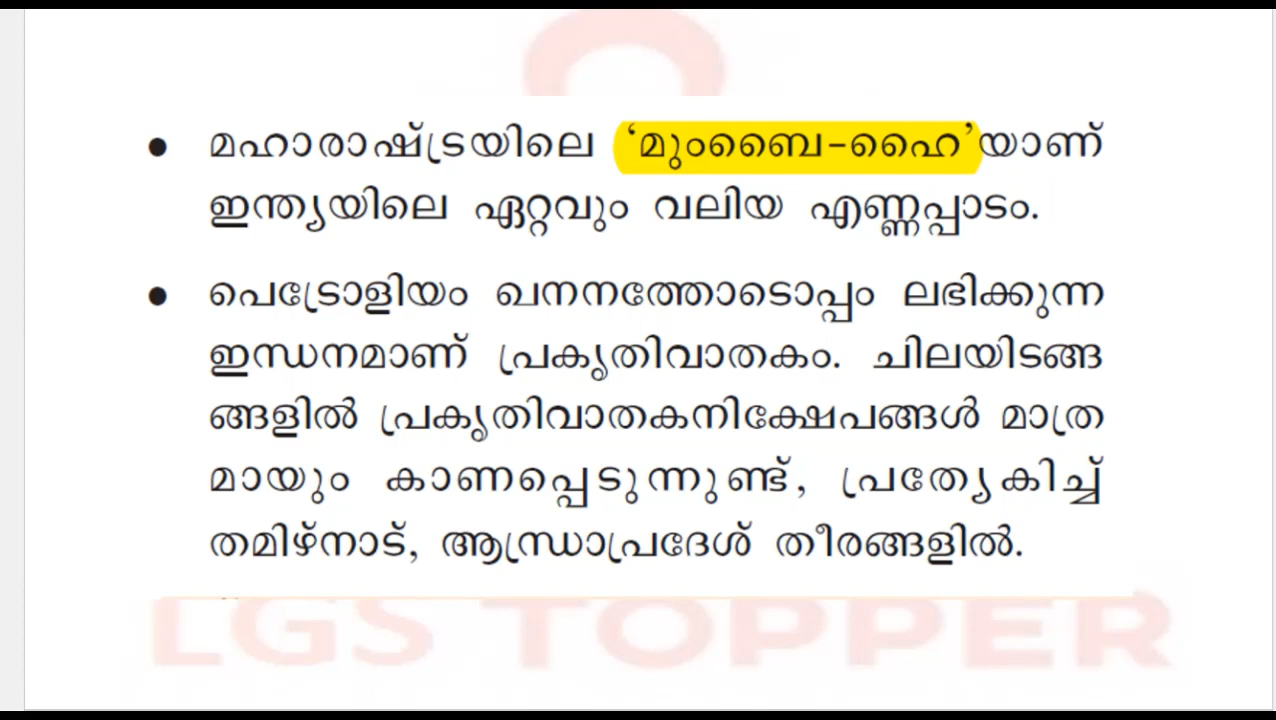 • മഹാരാഷ്ട്രയിലെ ‘മുംബൈ-ഹൈ’യാണ്
ഇന്ത്യയിലെ ഏറ്റവും വലിയ എണ്ണപ്പാടം.
• പെട്രോളിയം ഖനനത്തോടൊപ്പം ലഭിക്കുന്ന
ഇന്ധനമാണ് പ്രകൃതിവാതകം. ചിലയിടങ്ങ
ങ്ങളിൽ പ്രകൃതിവാതകനിക്ഷേപങ്ങൾ മാത്ര
മായും കാണപ്പെടുന്നുണ്ട്, പ്രത്യേകിച്ച്
തമിഴ്നാട്, ആന്ധ്രാപ്രദേശ് തീരങ്ങളിൽ.
LGS TOPPER